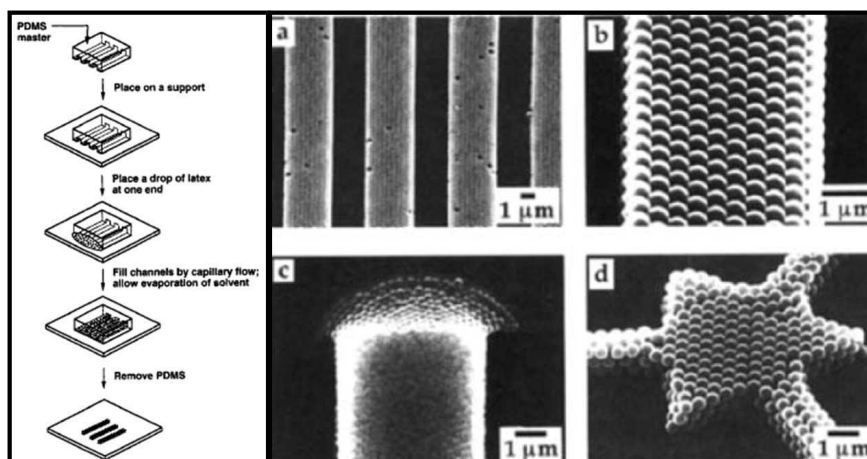 PDMS
master
Place on a support
Place a drop of latex
at one end
Fill channels by capillary flow;
allow evaporation of solvent
Remove PDMS
a
1 μm
b
1 μm
c
1 μm
d
1 μm